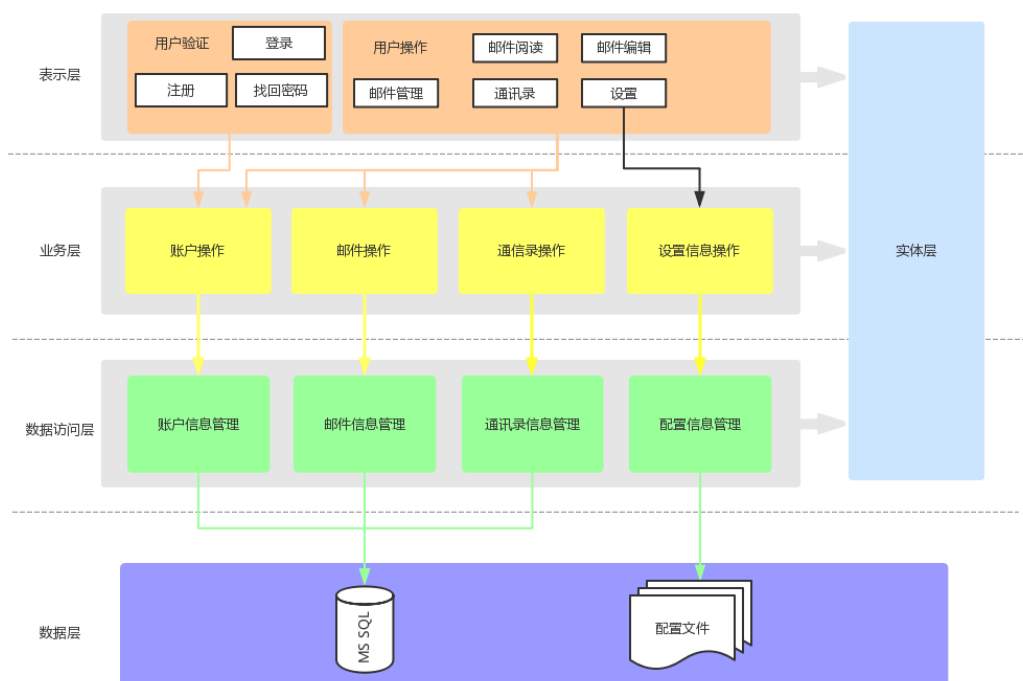 表示层
用户验证
登录
注册
找回密码
用户操作
邮件阅读
邮件编辑
邮件管理
通讯录
设置
业务层
账户操作
邮件操作
通信录操作
设置信息操作
实体层
数据访问层
账户信息管理
邮件信息管理
通讯录信息管理
配置信息管理
数据层
MS SQL
配置文件